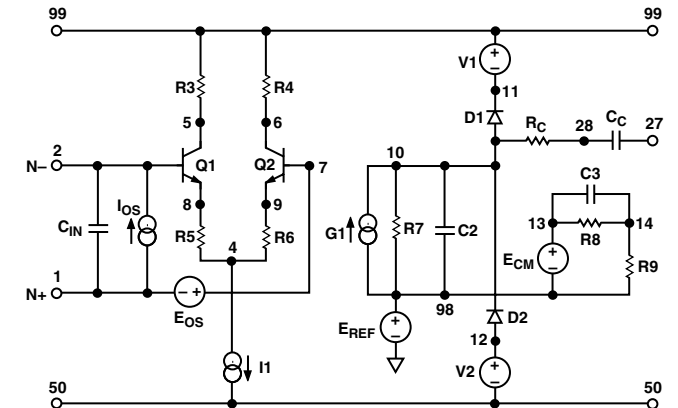 99 99
V1 + −
R3 R4 11
D1
5 6 RC 28 CC 27
2
N− Q1 Q2 7 10
C3
IOS 8 9
CIN G1 R7 C2 13 R8 14
R5 4 R6
ECM + − R9
1
N+ − +
EOS 98
EREF + − D2
12
I1
V2 + −
50 50